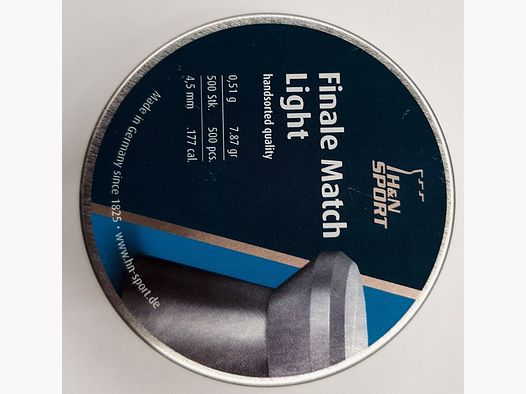 H&N
SPORT
Finale Match
Light
handsorted quality
0,51 g 7.87 gr
500 Stk. 500 pcs.
4,5 mm .177 cal.
Made in Germany since 1825 • www.hn-sport.de